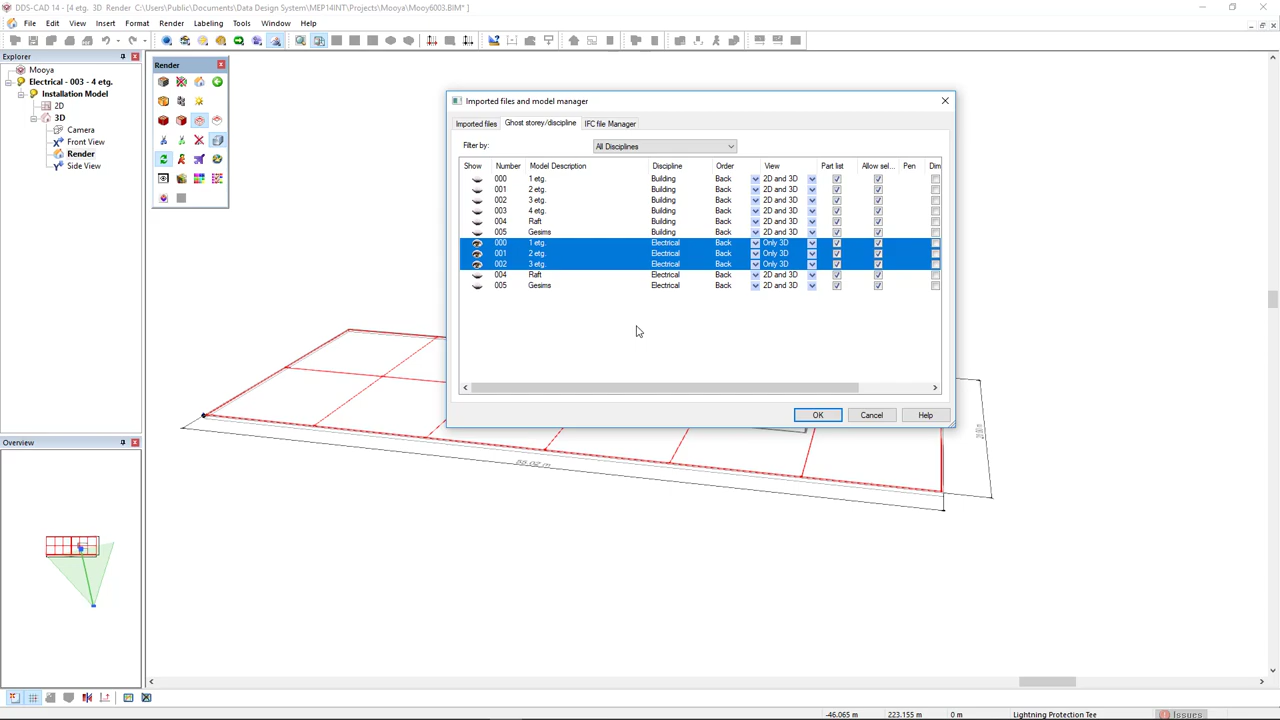 DDS-CAD 14 - [4 etg.  3D  Render  C:\Users\Public\Documents\Data Design System\MEP14INT\Projects\Mooya\Mooy6003.BIM* ]
File Edit View Insert Format Render Labeling Tools Window Help
Explorer
Mooya
Electrical - 003 - 4 etg.
Installation Model
2D
3D
Camera
Front View
Render
Side View
Render
Imported files and model manager
Imported files Ghost storey/discipline IFC file Manager
Filter by: All Disciplines
Show Number Model Description Discipline Order View Part list Allow sel... Pen Dim
000 1 etg. Building Back 2D and 3D
001 2 etg. Building Back 2D and 3D
002 3 etg. Building Back 2D and 3D
003 4 etg. Building Back 2D and 3D
004 Raft Building Back 2D and 3D
005 Gesims Building Back 2D and 3D
000 1 etg. Electrical Back Only 3D
001 2 etg. Electrical Back Only 3D
002 3 etg. Electrical Back Only 3D
004 Raft Electrical Back 2D and 3D
005 Gesims Electrical Back 2D and 3D
OK Cancel Help
Overview
-46.065 m 223.155 m 0 m Lightning Protection Tee Issues